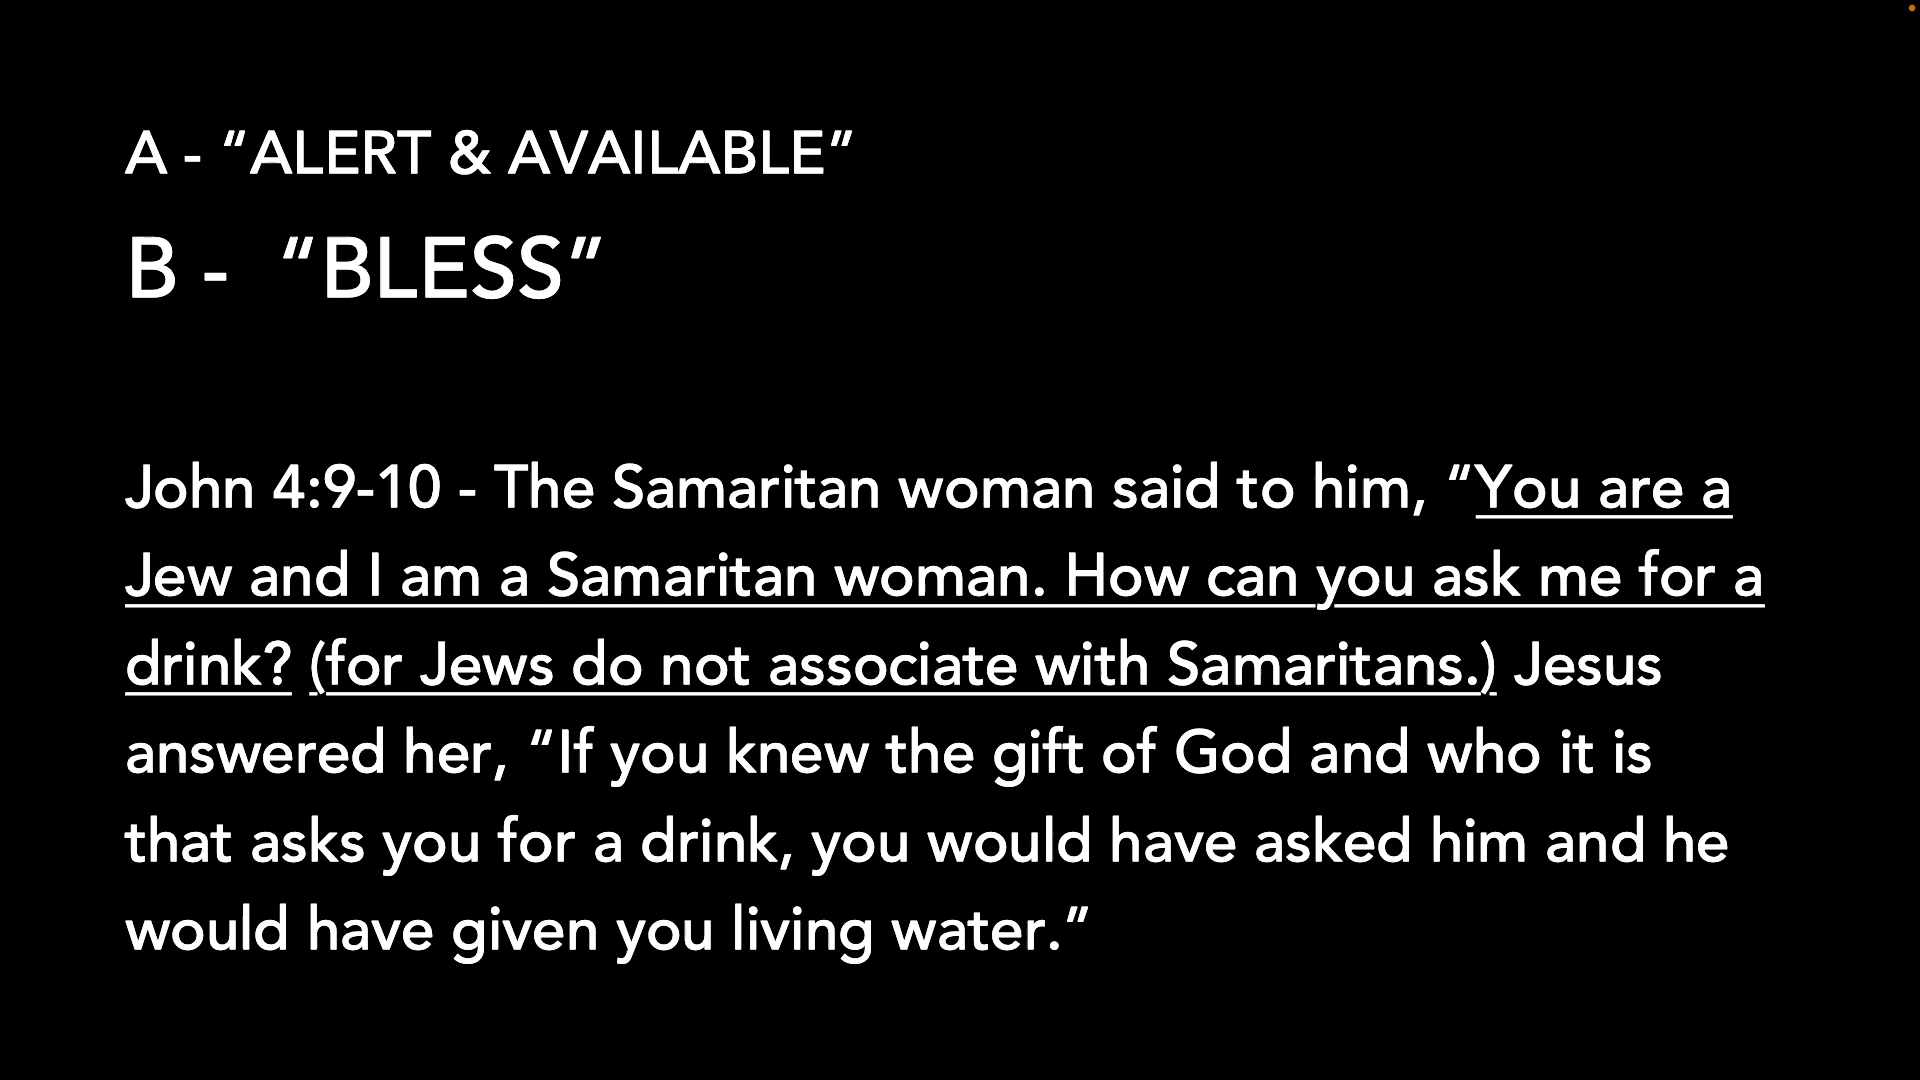 A - “ALERT & AVAILABLE”
B -  “BLESS”
John 4:9-10 - The Samaritan woman said to him, “You are a
Jew and I am a Samaritan woman. How can you ask me for a
drink? (for Jews do not associate with Samaritans.) Jesus
answered her, “If you knew the gift of God and who it is
that asks you for a drink, you would have asked him and he
would have given you living water.”